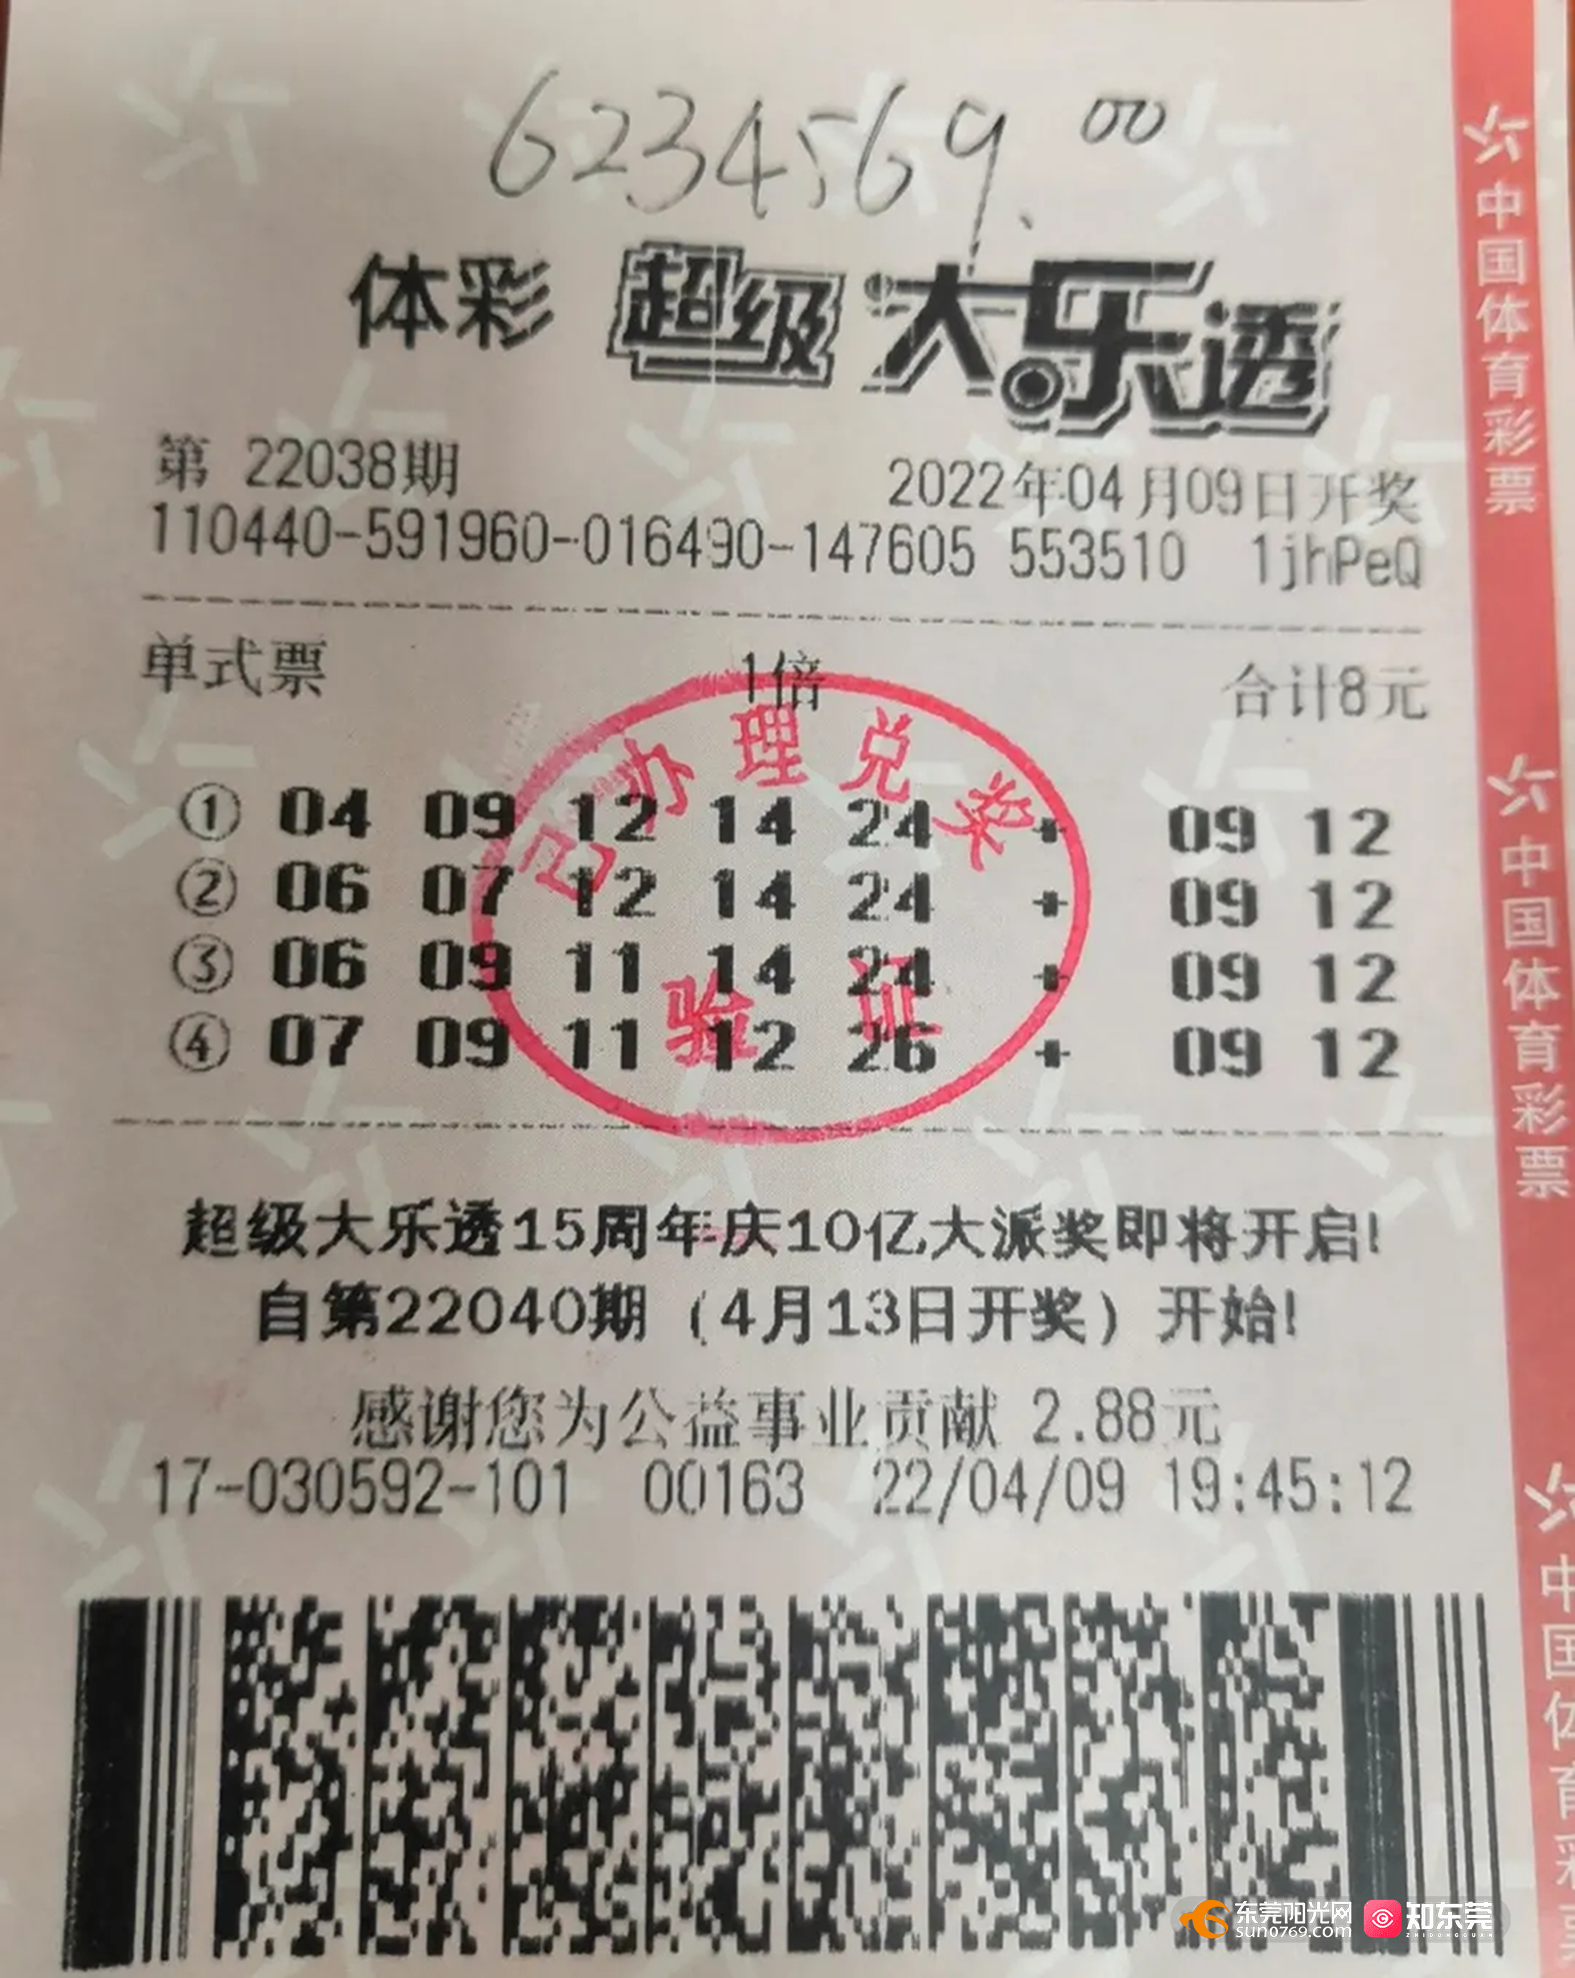 6234569.00
体彩 超级大乐透
第 22038期 2022年04月09日开奖
110440-591960-016490-147605 553510 1jhPeQ
单式票 1倍 合计8元
已办理兑奖
① 04 09 12 14 24 + 09 12
② 06 07 12 14 24 + 09 12
③ 06 09 11 14 24 + 09 12
④ 07 09 11 12 26 + 09 12
验证
超级大乐透15周年庆10亿大派奖即将开启!
自第22040期（4月13日开奖）开始!
感谢您为公益事业贡献 2.88元
17-030592-101 00163 22/04/09 19:45:12
中国体育彩票
中国体育彩票
中国体育彩票
东莞阳光网 知东莞
sun0769.com ZHIDONGGUAN